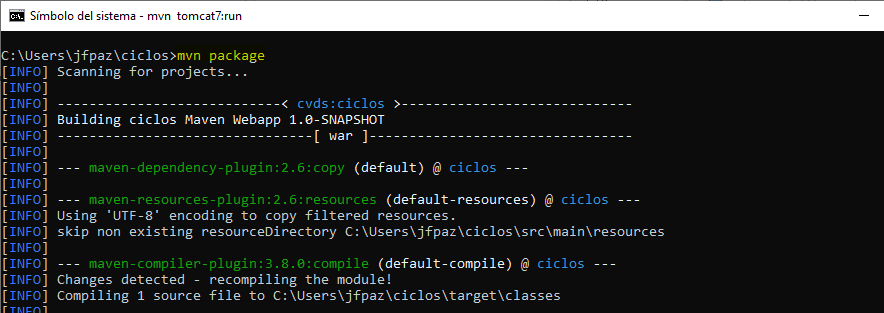 Símbolo del sistema - mvn  tomcat7:run
C:\Users\jfpaz\ciclos>mvn package
[INFO] Scanning for projects...
[INFO]
[INFO] ----------------------------< cvds:ciclos >-----------------------------
[INFO] Building ciclos Maven Webapp 1.0-SNAPSHOT
[INFO] --------------------------------[ war ]---------------------------------
[INFO]
[INFO] --- maven-dependency-plugin:2.6:copy (default) @ ciclos ---
[INFO]
[INFO] --- maven-resources-plugin:2.6:resources (default-resources) @ ciclos ---
[INFO] Using 'UTF-8' encoding to copy filtered resources.
[INFO] skip non existing resourceDirectory C:\Users\jfpaz\ciclos\src\main\resources
[INFO]
[INFO] --- maven-compiler-plugin:3.8.0:compile (default-compile) @ ciclos ---
[INFO] Changes detected - recompiling the module!
[INFO] Compiling 1 source file to C:\Users\jfpaz\ciclos\target\classes
[INFO]